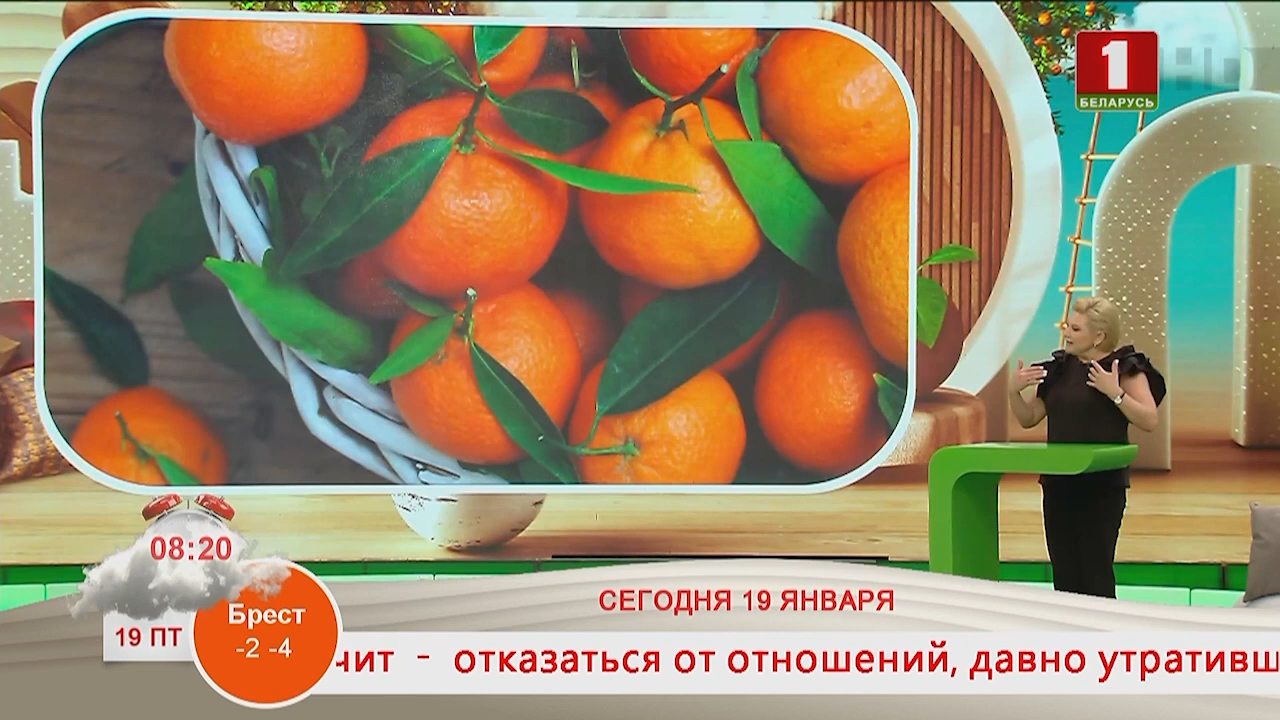 1
БЕЛАРУСЬ
08:20
19 ПТ
Брест
-2 -4
СЕГОДНЯ 19 ЯНВАРЯ
чит - отказаться от отношений, давно утративш